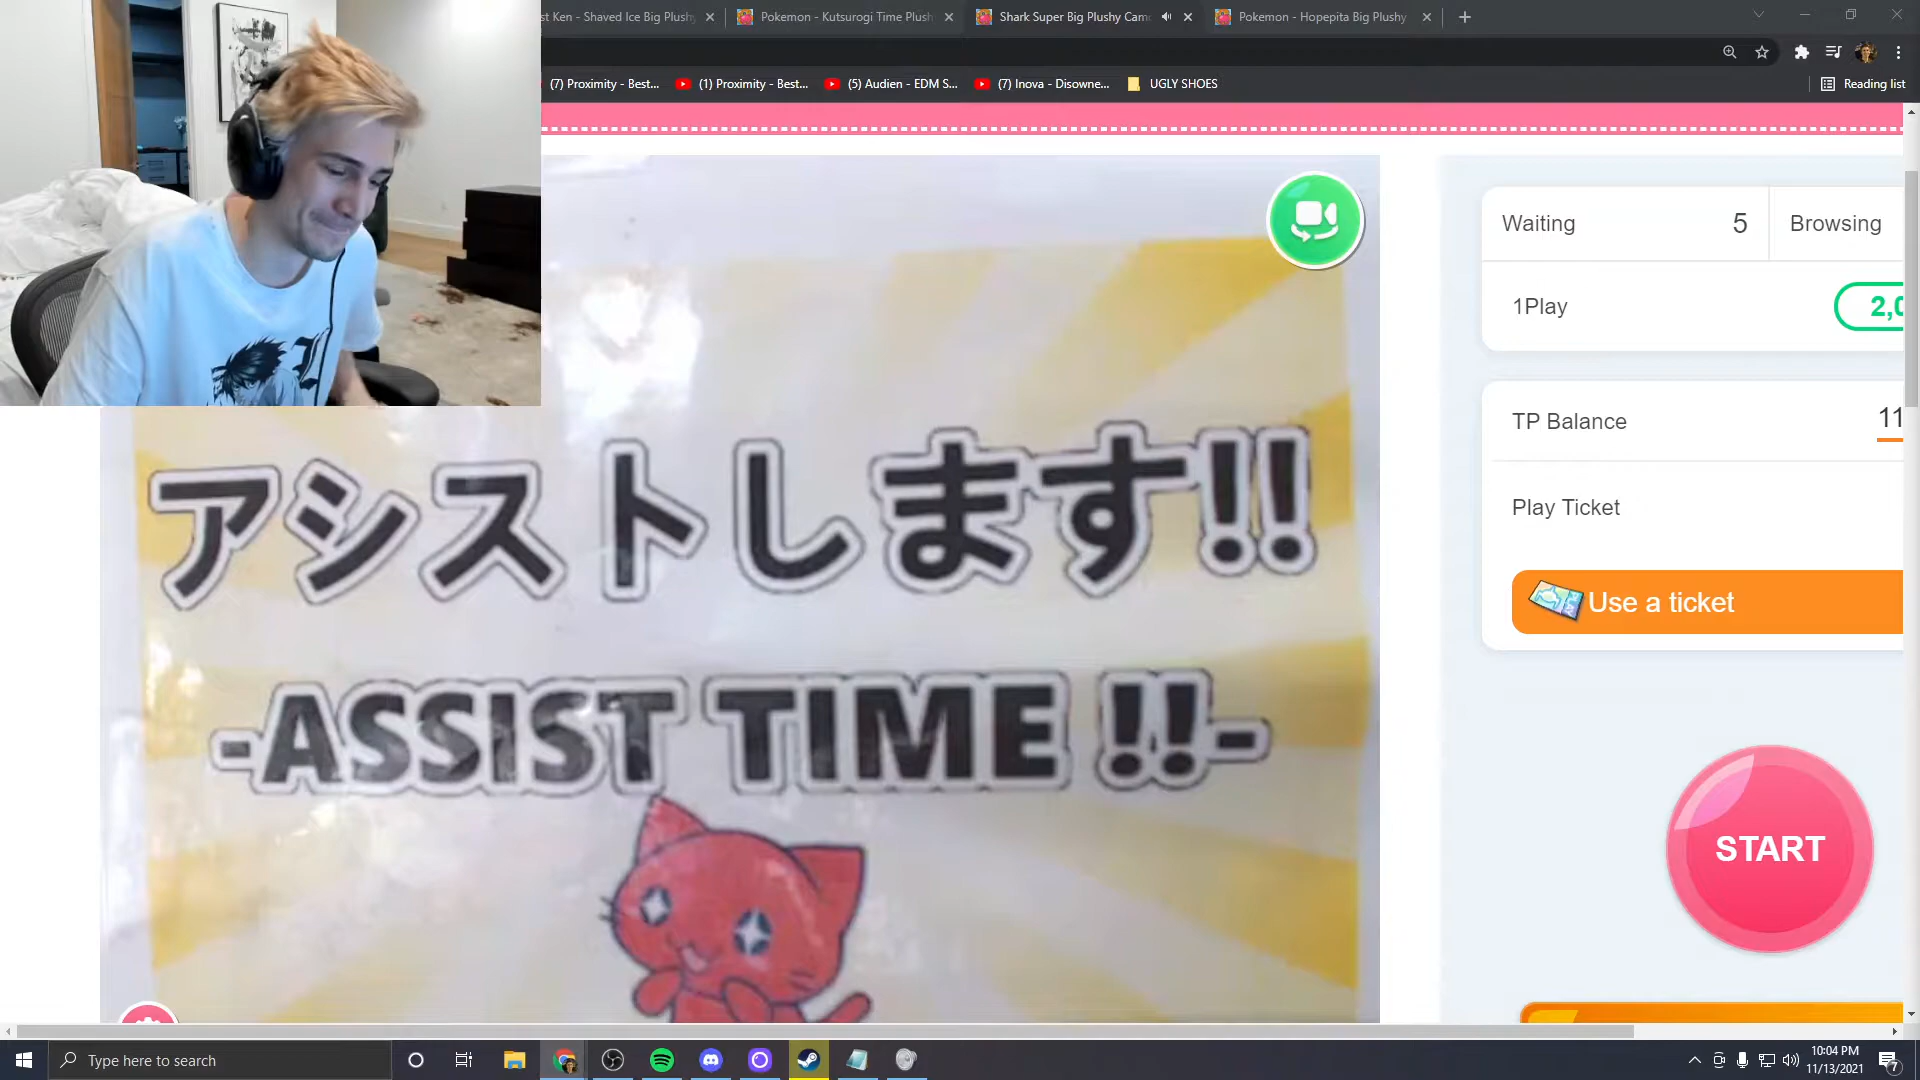 st Ken - Shaved Ice Big Plushy
Pokemon - Kutsurogi Time Plush
Shark Super Big Plushy Camo
Pokemon - Hopepita Big Plushy
(7) Proximity - Best...
(1) Proximity - Best...
(5) Audien - EDM S...
(7) Inova - Disowne...
UGLY SHOES
Reading list
Waiting 5
Browsing
1Play 2,0
TP Balance 11
Play Ticket
Use a ticket
START
アシストします!!
-ASSIST TIME !!-
Type here to search
10:04 PM
11/13/2021
7